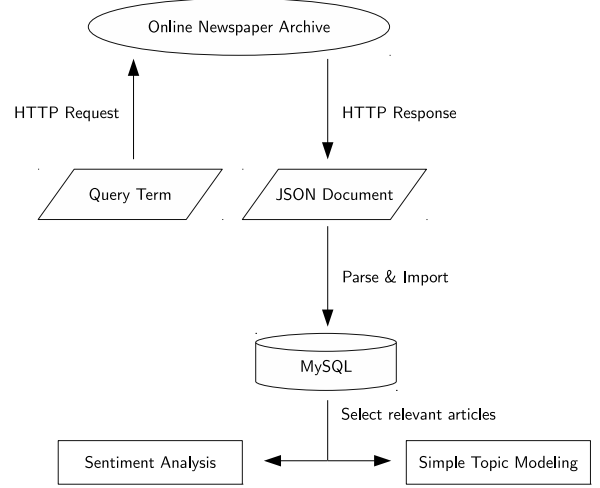 Online Newspaper Archive
HTTP Request
HTTP Response
Query Term
JSON Document
Parse & Import
MySQL
Select relevant articles
Sentiment Analysis
Simple Topic Modeling